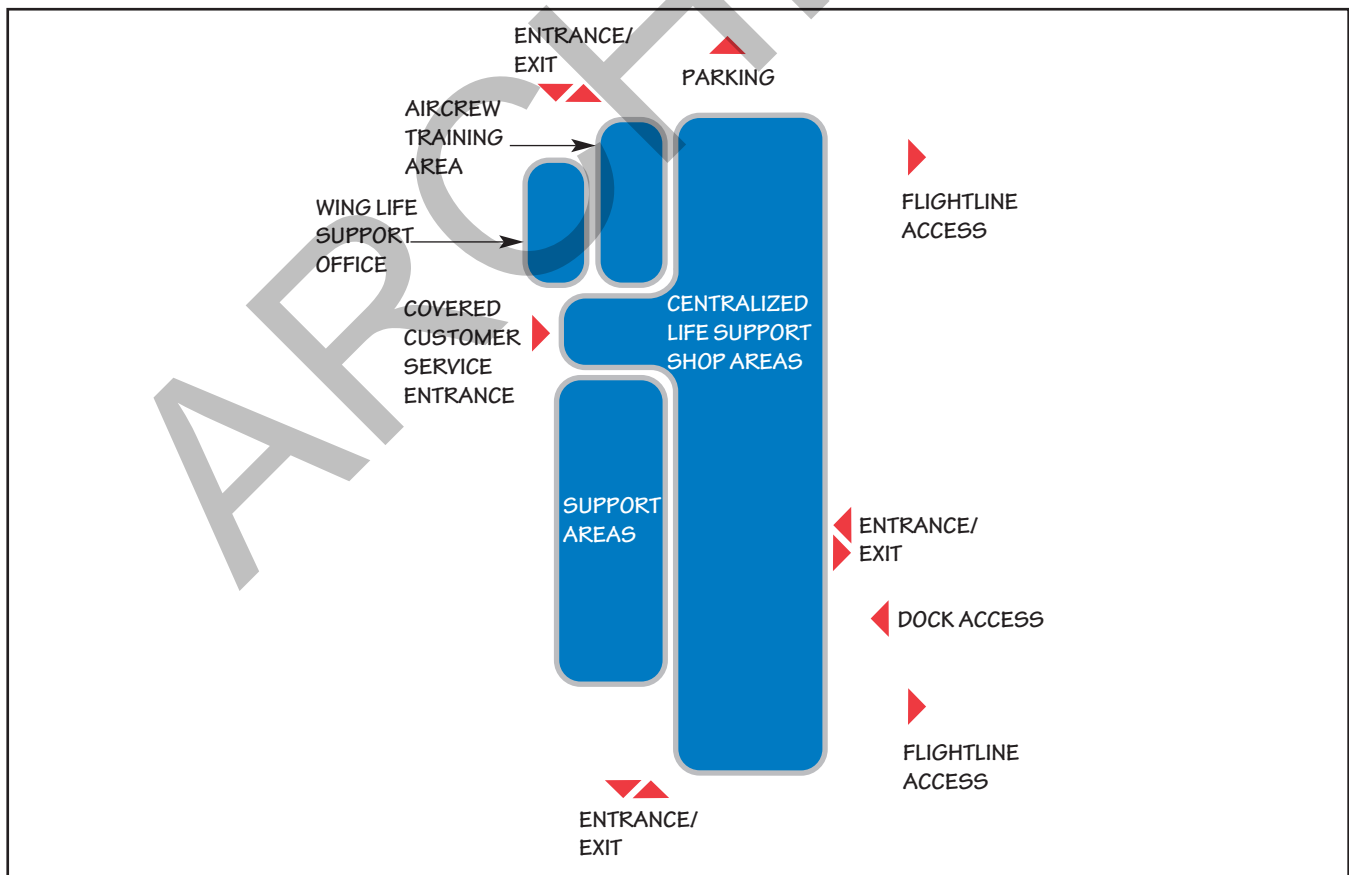 ENTRANCE/
EXIT
PARKING
AIRCREW
TRAINING
AREA
WING LIFE
SUPPORT
OFFICE
FLIGHTLINE
ACCESS
COVERED
CUSTOMER
SERVICE
ENTRANCE
CENTRALIZED
LIFE SUPPORT
SHOP AREAS
SUPPORT
AREAS
ENTRANCE/
EXIT
DOCK ACCESS
FLIGHTLINE
ACCESS
ENTRANCE/
EXIT